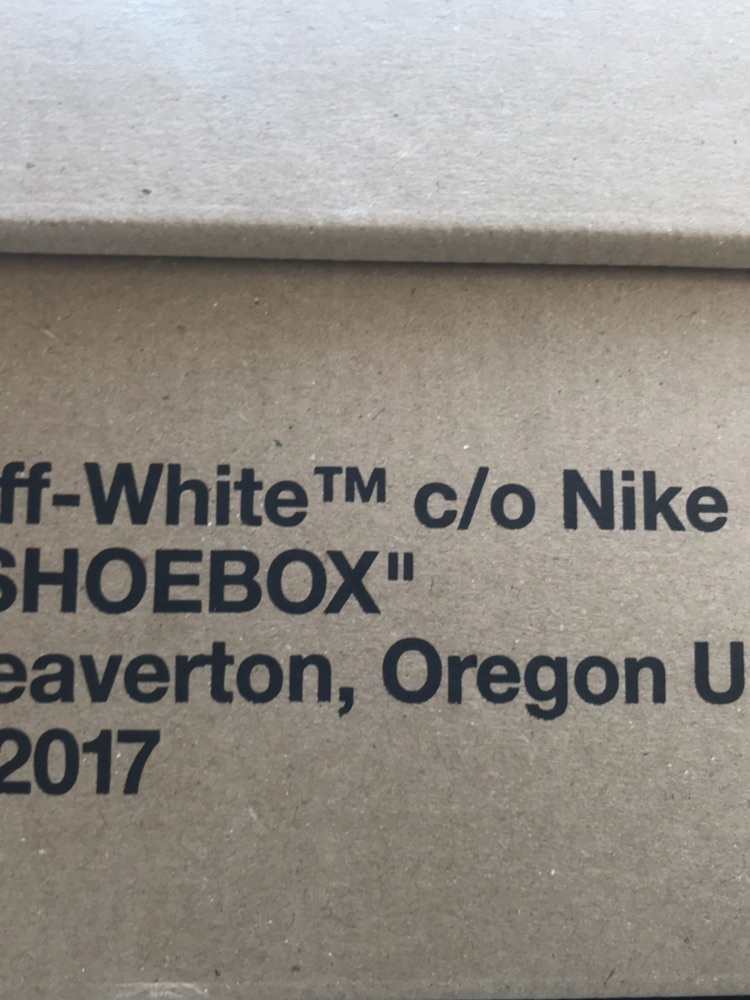 ff-White™ c/o Nike
SHOEBOX"
eaverton, Oregon U
2017